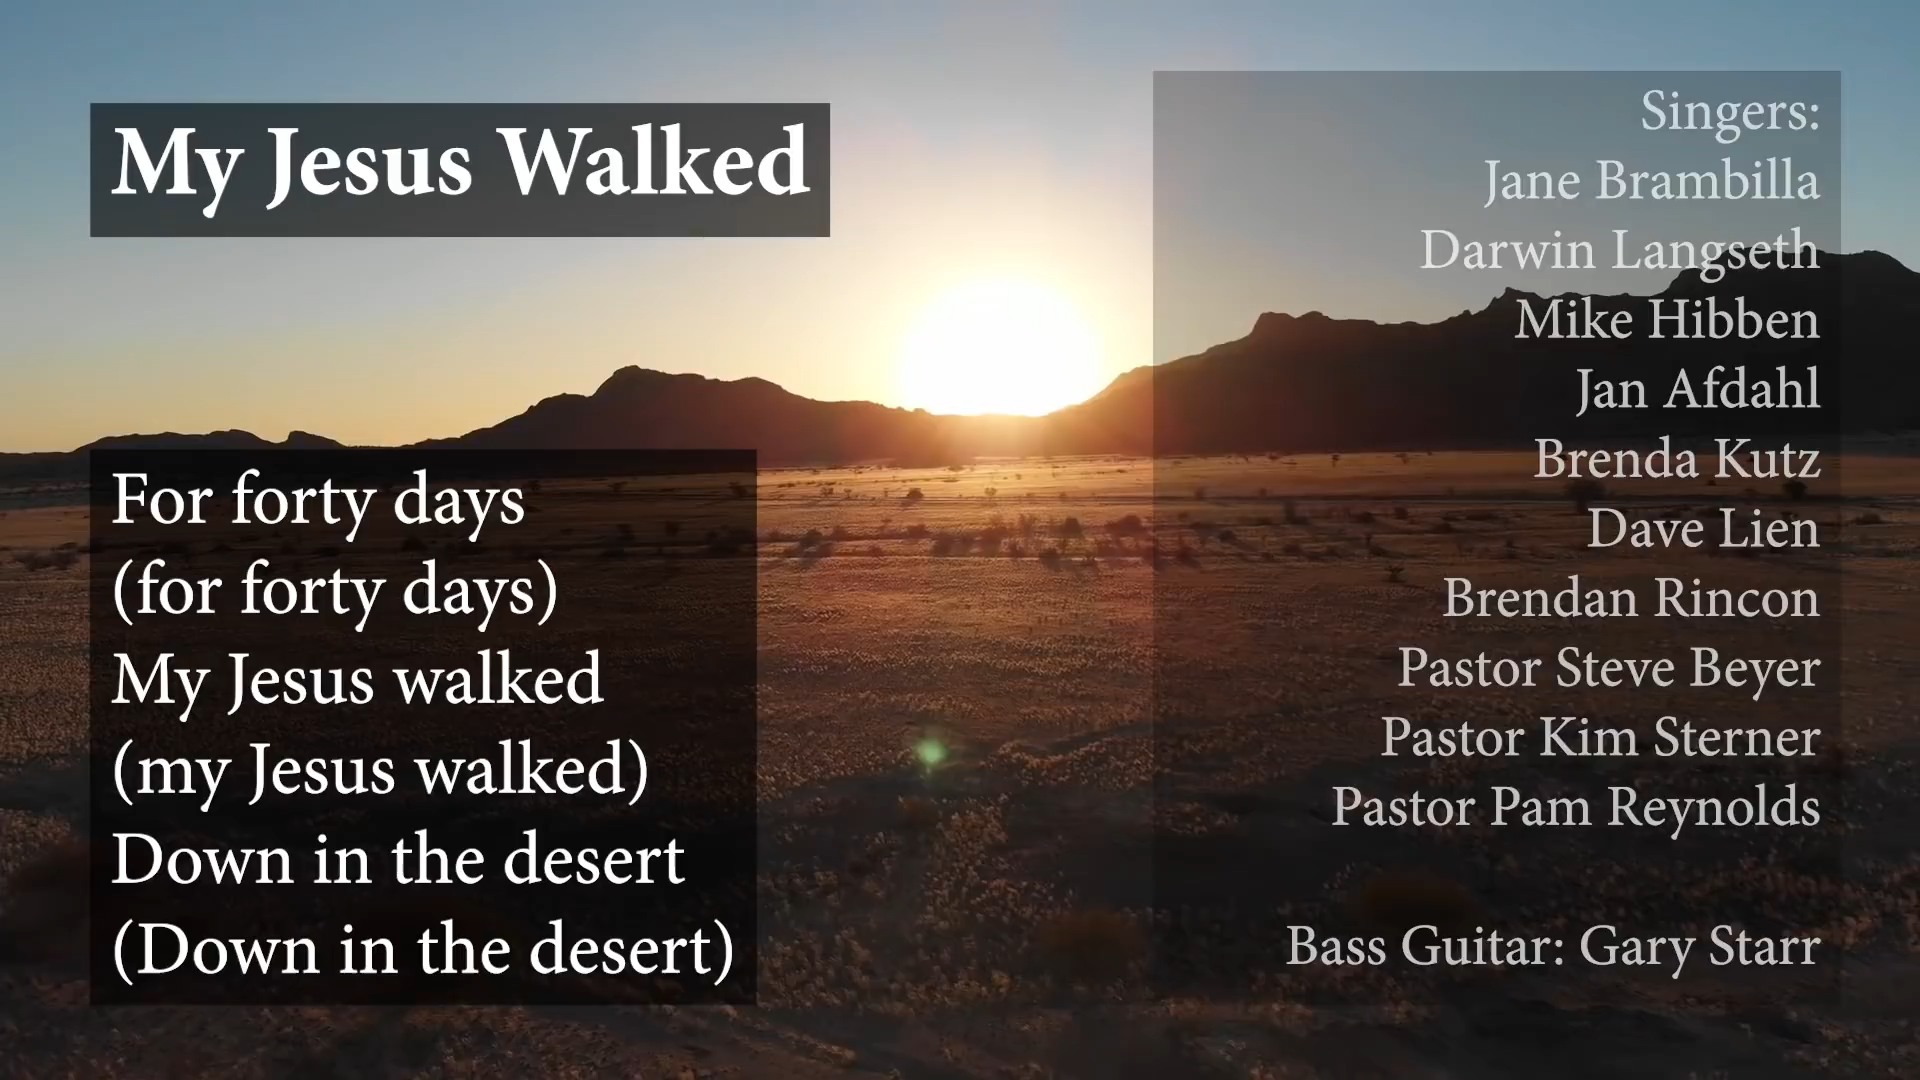 My Jesus Walked
For forty days
(for forty days)
My Jesus walked
(my Jesus walked)
Down in the desert
(Down in the desert)
Singers:
Jane Brambilla
Darwin Langseth
Mike Hibben
Jan Afdahl
Brenda Kutz
Dave Lien
Brendan Rincon
Pastor Steve Beyer
Pastor Kim Sterner
Pastor Pam Reynolds
Bass Guitar: Gary Starr